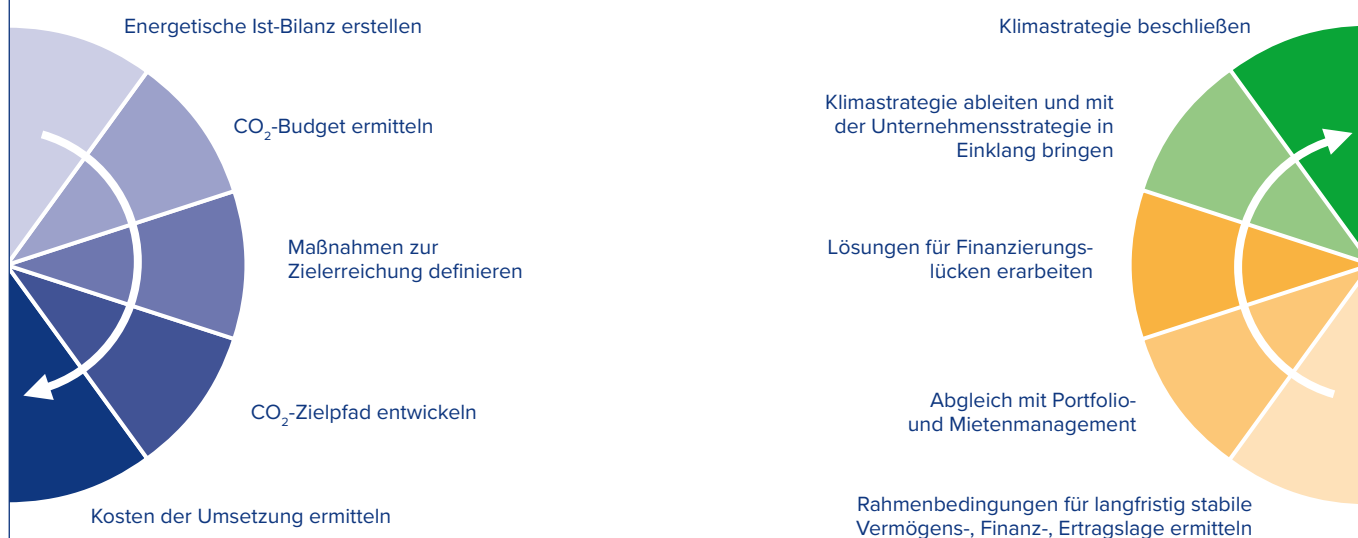 Energetische Ist-Bilanz erstellen
CO₂-Budget ermitteln
Maßnahmen zur
Zielerreichung definieren
CO₂-Zielpfad entwickeln
Kosten der Umsetzung ermitteln
Klimastrategie beschließen
Klimastrategie ableiten und mit
der Unternehmensstrategie in
Einklang bringen
Lösungen für Finanzierungs-
lücken erarbeiten
Abgleich mit Portfolio-
und Mietenmanagement
Rahmenbedingungen für langfristig stabile
Vermögens-, Finanz-, Ertragslage ermitteln